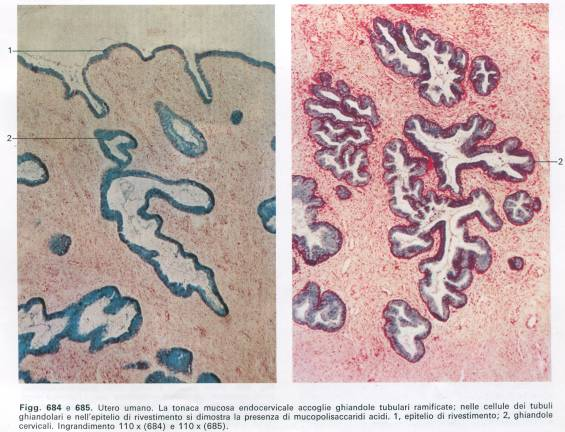 1
2
2
Figg. 684 e 685. Utero umano. La tonaca mucosa endocervicale accoglie ghiandole tubulari ramificate; nelle cellule dei tubuli
ghiandolari e nell'epitelio di rivestimento si dimostra la presenza di mucopolisaccaridi acidi. 1, epitelio di rivestimento; 2, ghiandole
cervicali. Ingrandimento 110 x (684) e 110 x (685).